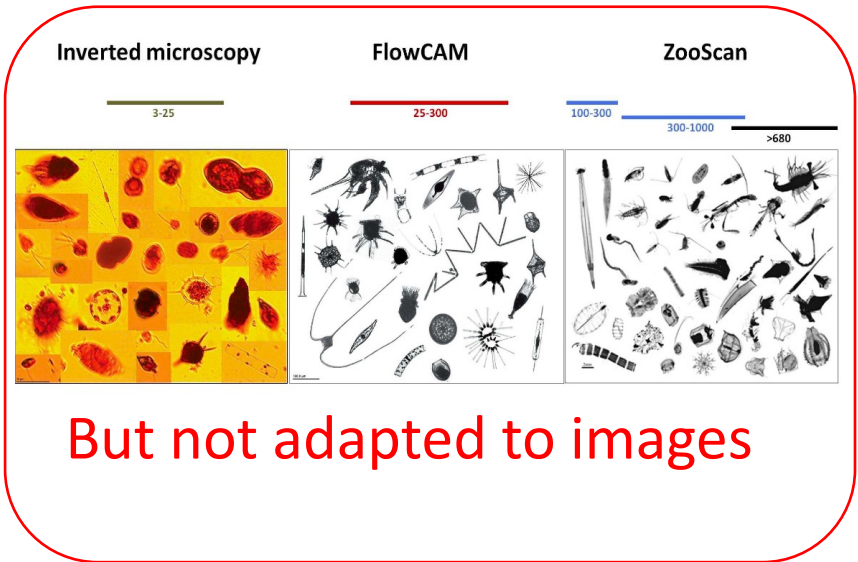 Inverted microscopy FlowCAM ZooScan
3-25 25-300 100-300
300-1000
>680
But not adapted to images